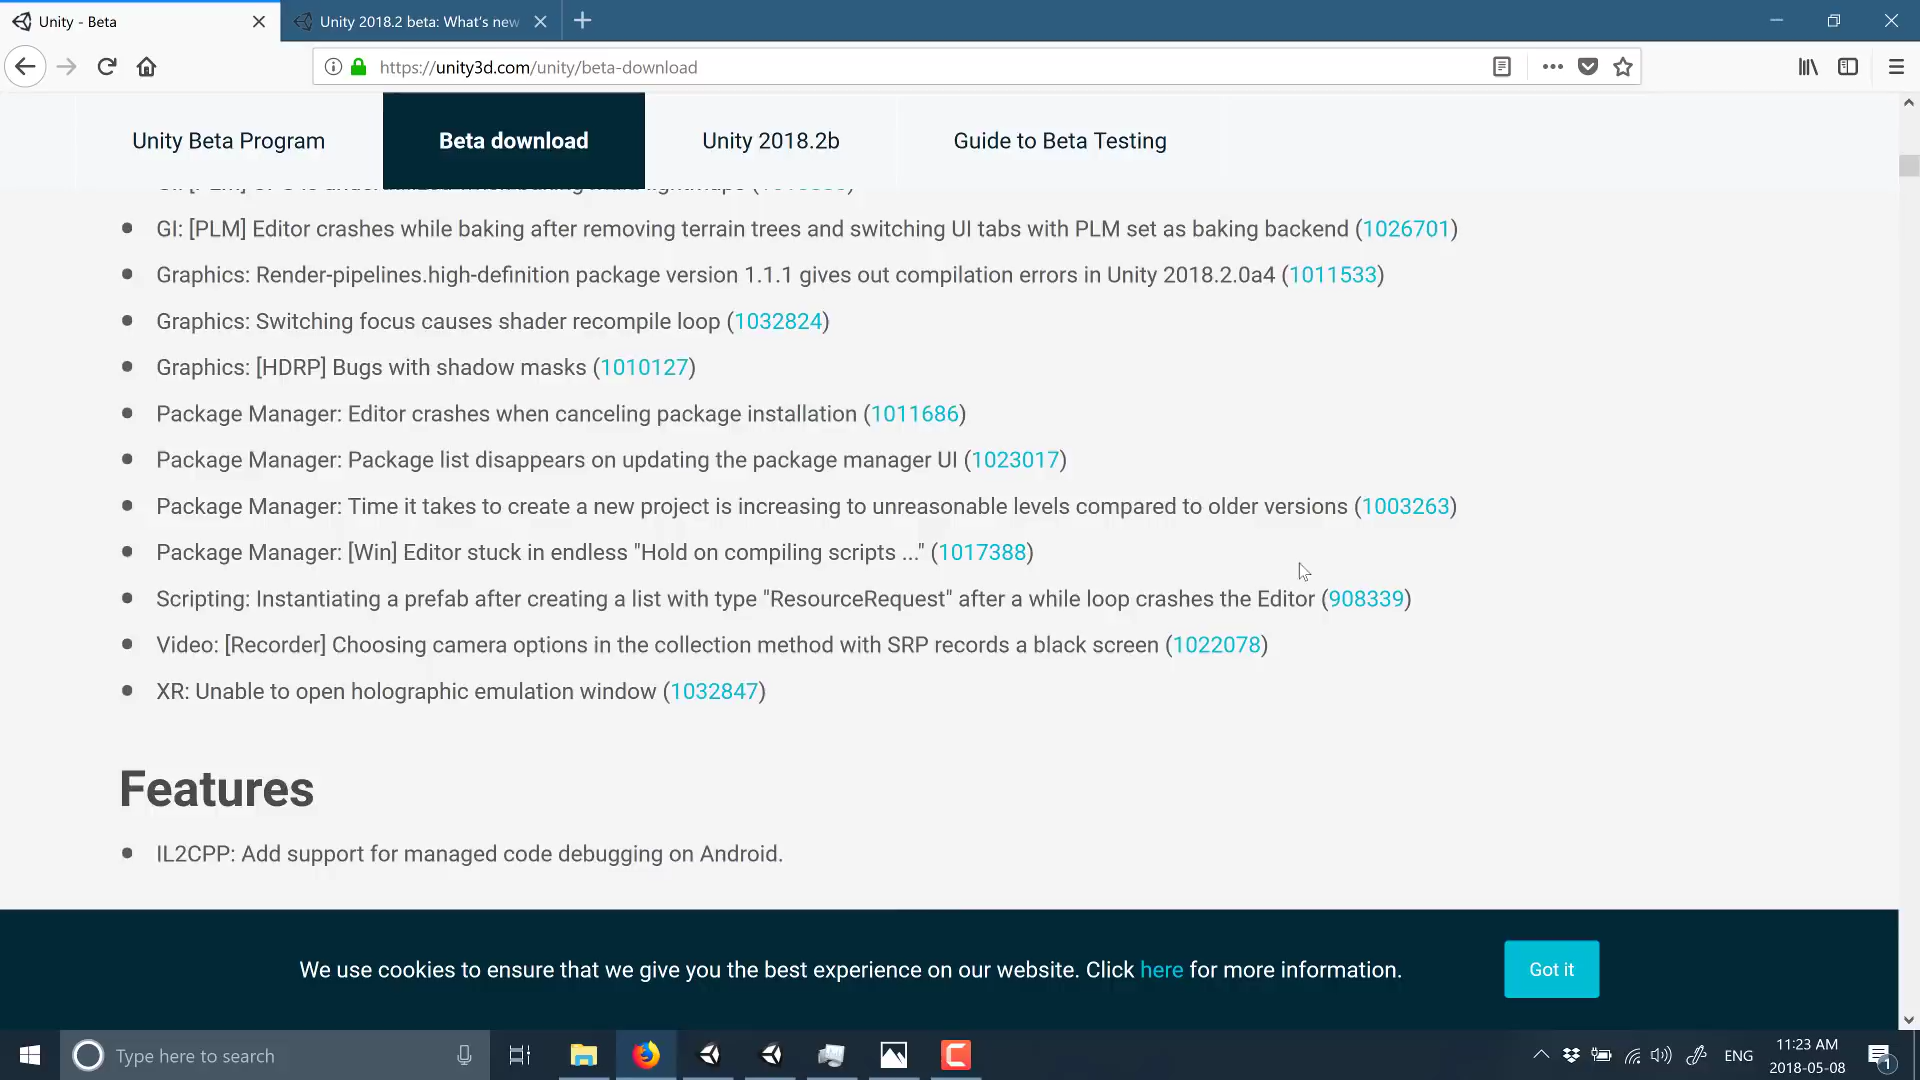 Unity - Beta
Unity 2018.2 beta: What's new
https://unity3d.com/unity/beta-download
Unity Beta Program
Beta download
Unity 2018.2b
Guide to Beta Testing
GI: [PLM] Editor crashes while baking after removing terrain trees and switching UI tabs with PLM set as baking backend (1026701)
Graphics: Render-pipelines.high-definition package version 1.1.1 gives out compilation errors in Unity 2018.2.0a4 (1011533)
Graphics: Switching focus causes shader recompile loop (1032824)
Graphics: [HDRP] Bugs with shadow masks (1010127)
Package Manager: Editor crashes when canceling package installation (1011686)
Package Manager: Package list disappears on updating the package manager UI (1023017)
Package Manager: Time it takes to create a new project is increasing to unreasonable levels compared to older versions (1003263)
Package Manager: [Win] Editor stuck in endless "Hold on compiling scripts ..." (1017388)
Scripting: Instantiating a prefab after creating a list with type "ResourceRequest" after a while loop crashes the Editor (908339)
Video: [Recorder] Choosing camera options in the collection method with SRP records a black screen (1022078)
XR: Unable to open holographic emulation window (1032847)
Features
IL2CPP: Add support for managed code debugging on Android.
We use cookies to ensure that we give you the best experience on our website. Click here for more information.
Got it
Type here to search
ENG
11:23 AM
2018-05-08
1